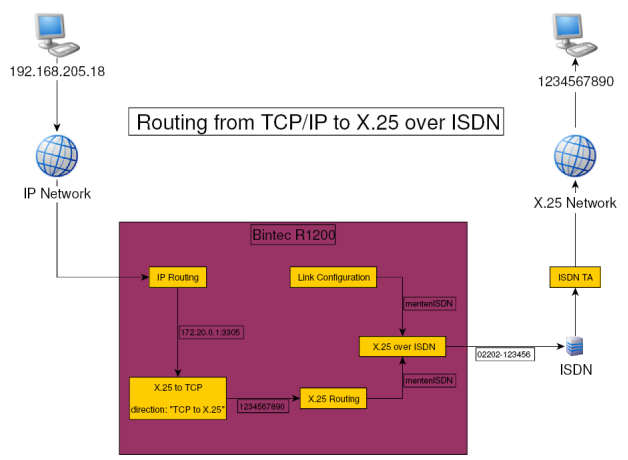 192.168.205.18
1234567890
Routing from TCP/IP to X.25 over ISDN
IP Network
X.25 Network
Bintec R1200
IP Routing
Link Configuration
ISDN TA
mentenISDN
172.20.0.1:3305
X.25 over ISDN
02202-123456
ISDN
X.25 to TCP
direction: "TCP to X.25"
mentenISDN
1234567890
X.25 Routing